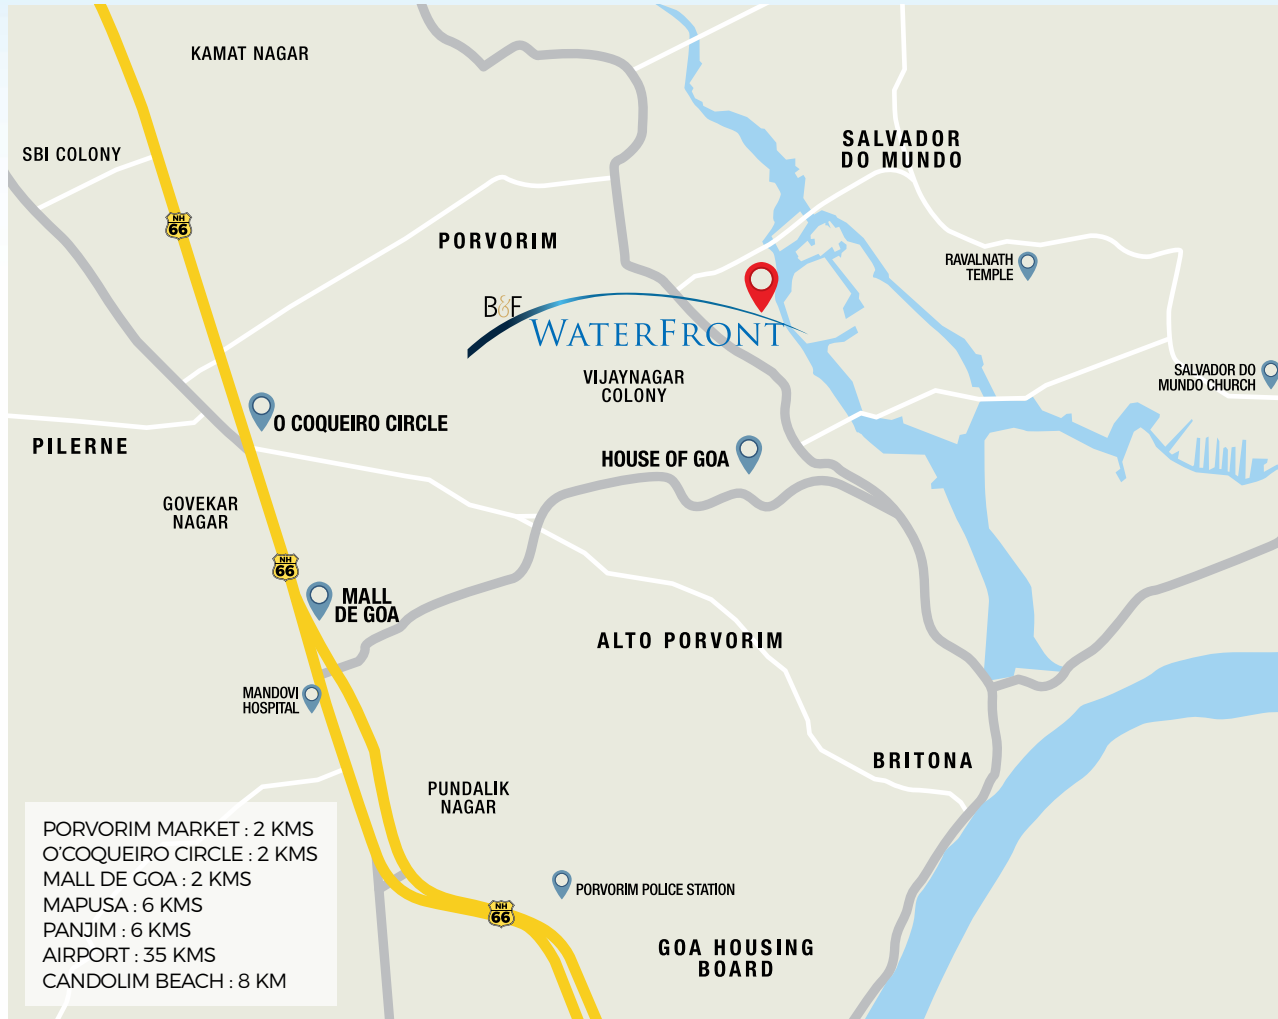 KAMAT NAGAR
SALVADOR
DO MUNDO
SBI COLONY
NH
66
PORVORIM
RAVALNATH
TEMPLE
B&F
WATERFRONT
VIJAYNAGAR
COLONY
SALVADOR DO
MUNDO CHURCH
O COQUEIRO CIRCLE
PILERNE
HOUSE OF GOA
GOVEKAR
NAGAR
NH
66
MALL
DE GOA
ALTO PORVORIM
MANDOVI
HOSPITAL
BRITONA
PUNDALIK
NAGAR
PORVORIM POLICE STATION
NH
66
GOA HOUSING
BOARD
PORVORIM MARKET : 2 KMS
O'COQUEIRO CIRCLE : 2 KMS
MALL DE GOA : 2 KMS
MAPUSA : 6 KMS
PANJIM : 6 KMS
AIRPORT : 35 KMS
CANDOLIM BEACH : 8 KM